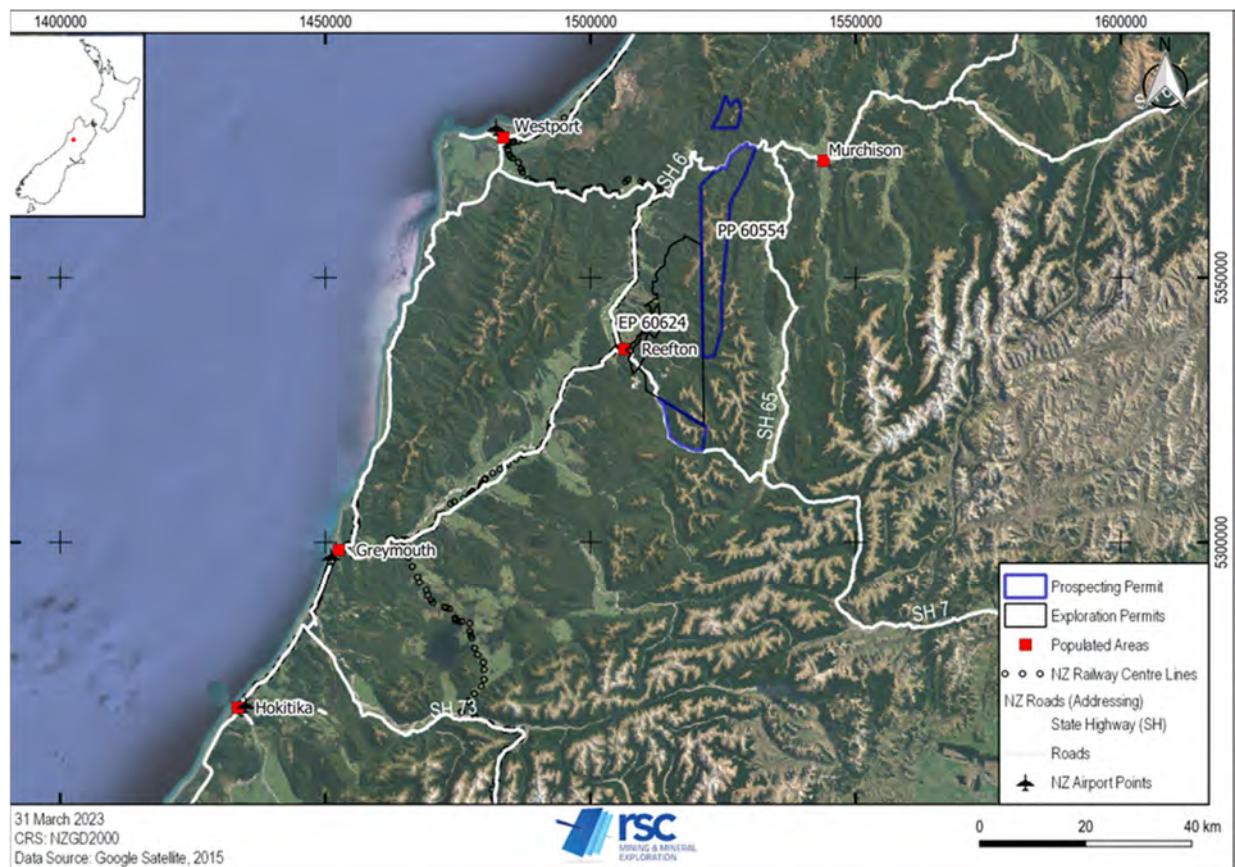 1400000
1450000
1500000
1550000
1600000
N
Westport
Murchison
SH 6
PP 60554
5350000
EP 60624
Reefton
SH 65
5300000
Greymouth
SH 7
Hokitika
SH 73
Prospecting Permit
Exploration Permits
Populated Areas
NZ Railway Centre Lines
NZ Roads (Addressing)
State Highway (SH)
Roads
NZ Airport Points
31 March 2023
CRS: NZGD2000
Data Source: Google Satellite, 2015
rsc
MINING & MINERAL
EXPLORATION
0 20 40 km